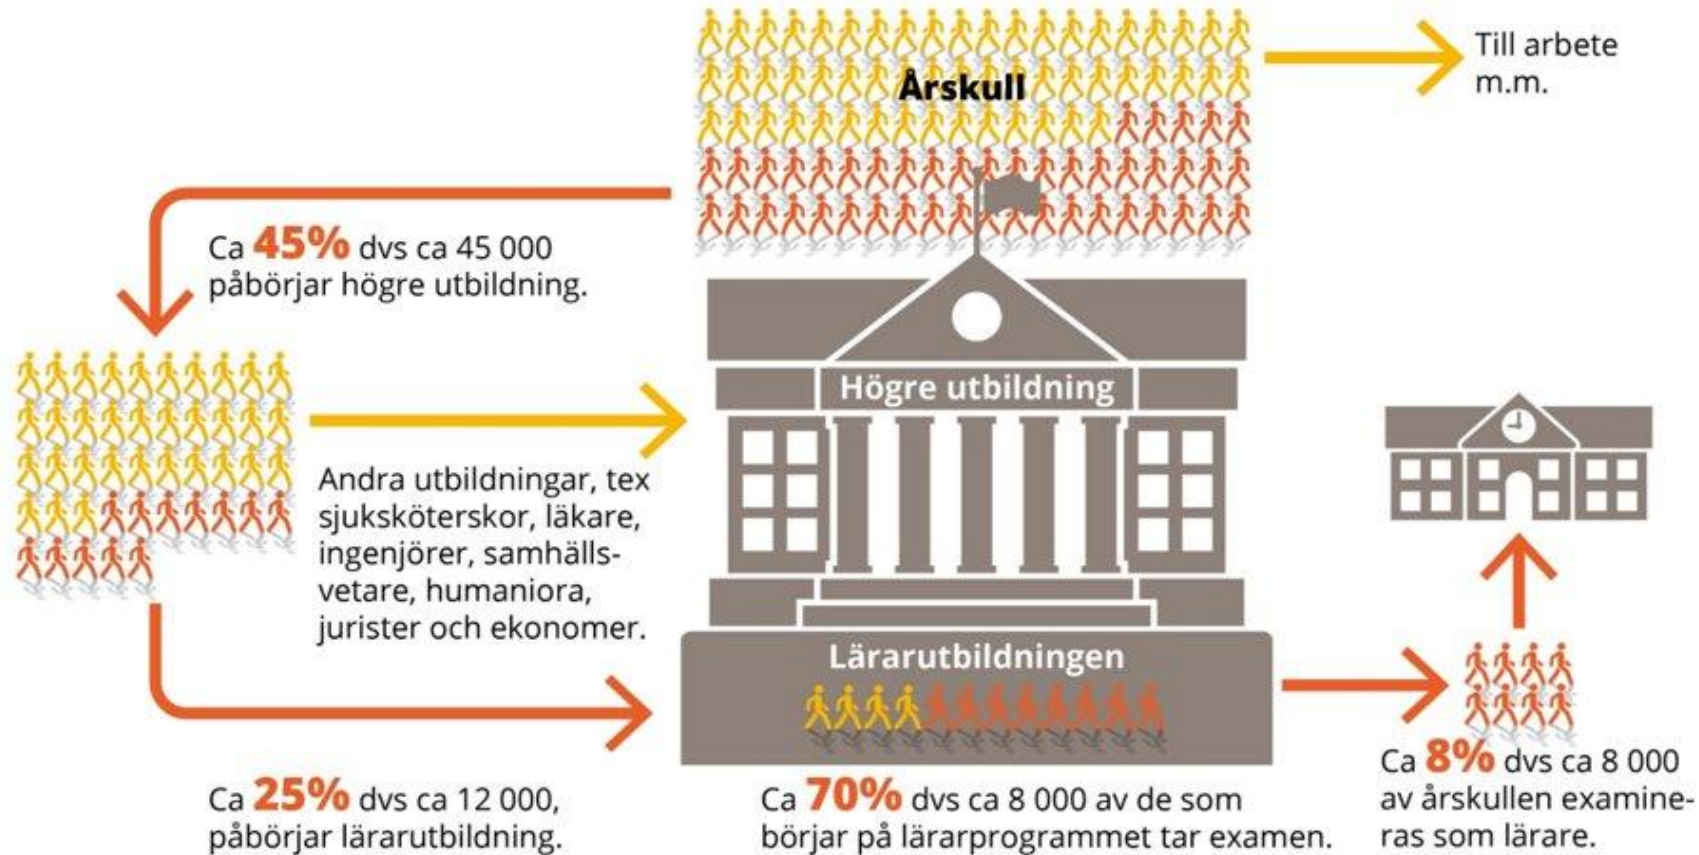 Årskull
Till arbete
m.m.
Ca 45% dvs ca 45 000
påbörjar högre utbildning.
Högre utbildning
Andra utbildningar, tex
sjuksköterskor, läkare,
ingenjörer, samhälls-
vetare, humaniora,
jurister och ekonomer.
Lärarutbildningen
Ca 25% dvs ca 12 000,
påbörjar lärarutbildning.
Ca 70% dvs ca 8 000 av de som
börjar på lärarprogrammet tar examen.
Ca 8% dvs ca 8 000
av årskullen examine-
ras som lärare.